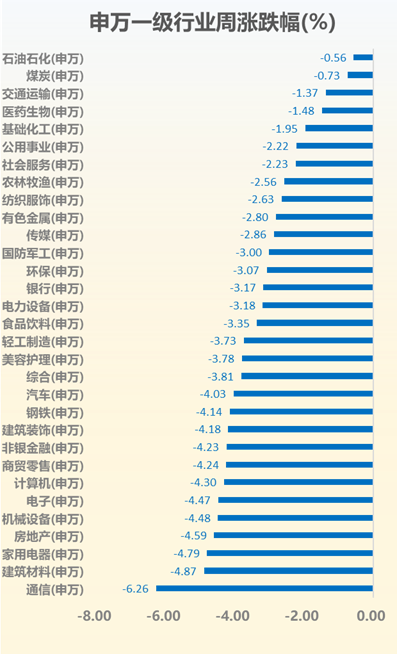 申万一级行业周涨跌幅(%)
石油石化(申万) -0.56
煤炭(申万) -0.73
交通运输(申万) -1.37
医药生物(申万) -1.48
基础化工(申万) -1.95
公用事业(申万) -2.22
社会服务(申万) -2.23
农林牧渔(申万) -2.56
纺织服饰(申万) -2.63
有色金属(申万) -2.80
传媒(申万) -2.86
国防军工(申万) -3.00
环保(申万) -3.07
银行(申万) -3.17
电力设备(申万) -3.18
食品饮料(申万) -3.35
轻工制造(申万) -3.73
美容护理(申万) -3.78
综合(申万) -3.81
汽车(申万) -4.03
钢铁(申万) -4.14
建筑装饰(申万) -4.18
非银金融(申万) -4.23
商贸零售(申万) -4.24
计算机(申万) -4.30
电子(申万) -4.47
机械设备(申万) -4.48
房地产(申万) -4.59
家用电器(申万) -4.79
建筑材料(申万) -4.87
通信(申万) -6.26
-8.00 -6.00 -4.00 -2.00 0.00